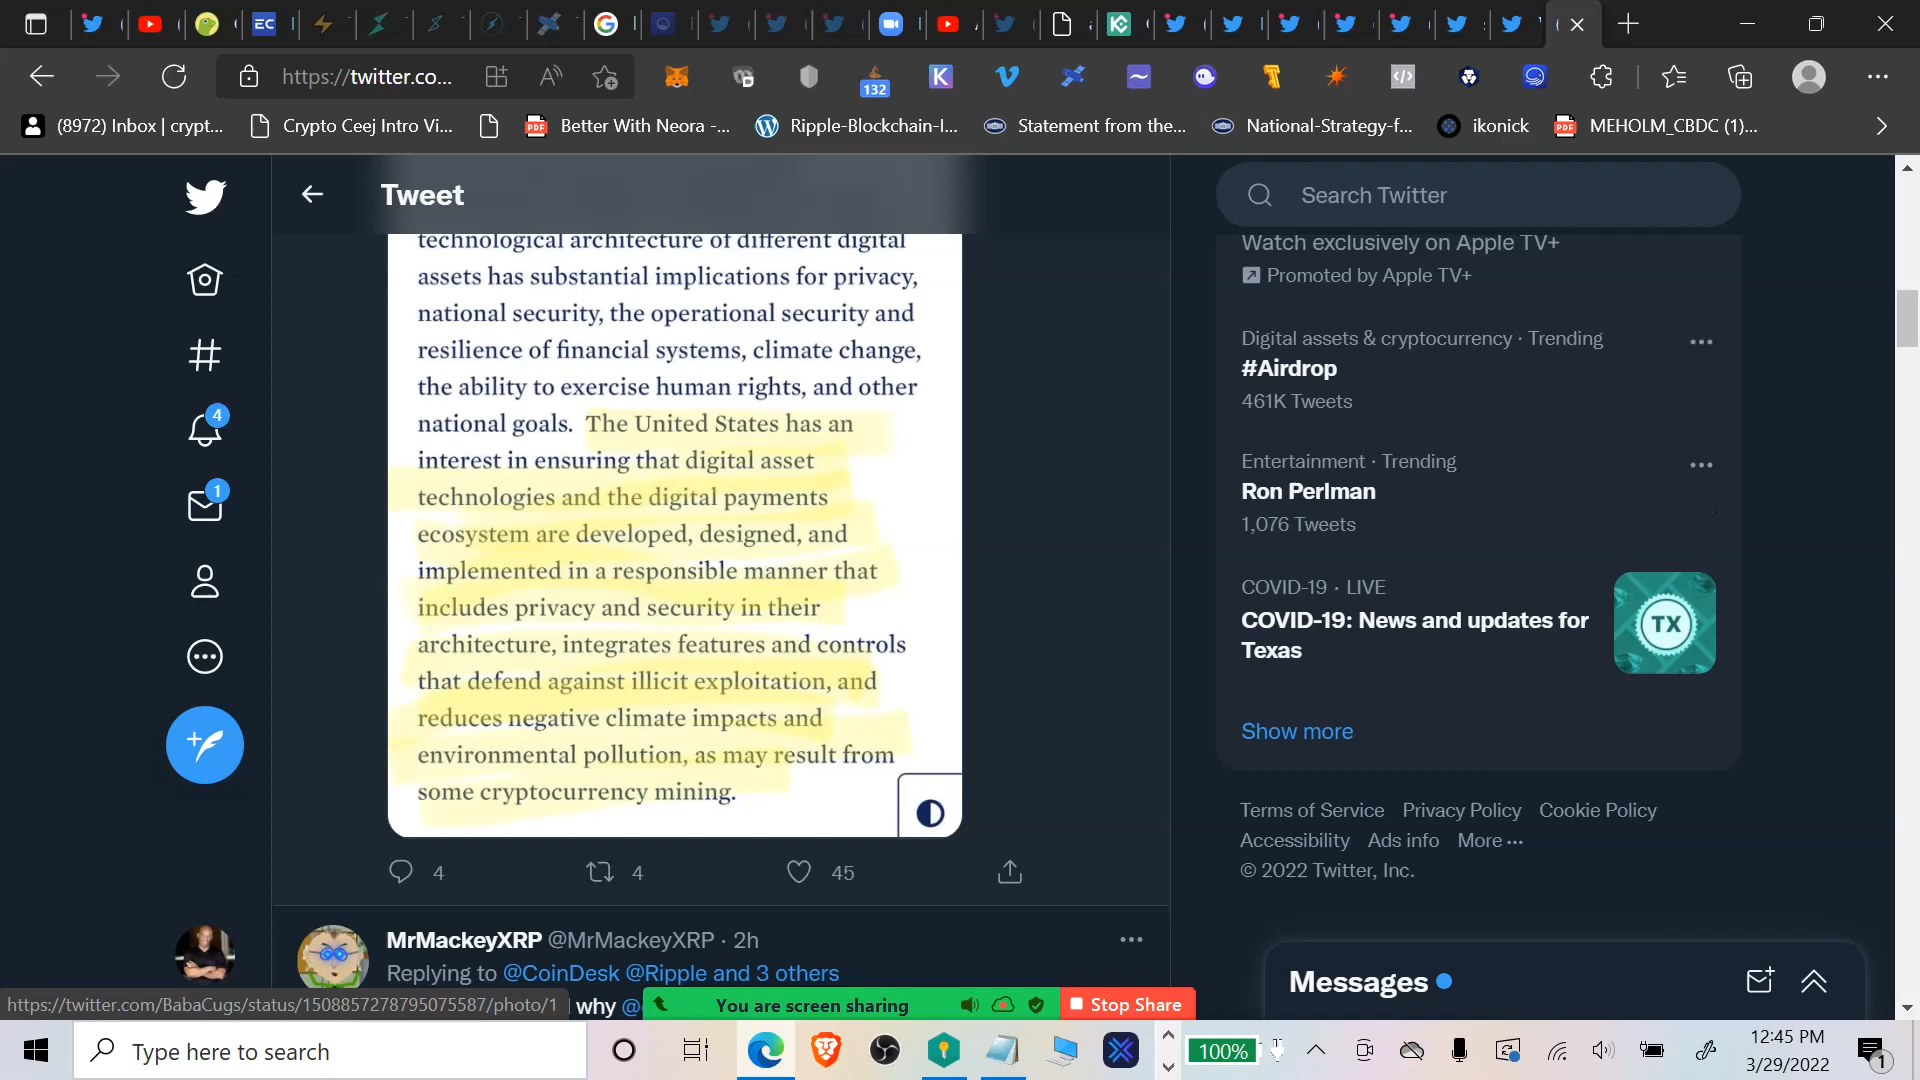 https://twitter.co...
132
(8972) Inbox | crypt...
Crypto Ceej Intro Vi...
Better With Neora -...
Ripple-Blockchain-I...
Statement from the...
National-Strategy-f...
ikonick
MEHOLM_CBDC (1)...
Tweet
Search Twitter
technological architecture of different digital
assets has substantial implications for privacy,
national security, the operational security and
resilience of financial systems, climate change,
the ability to exercise human rights, and other
national goals. The United States has an
interest in ensuring that digital asset
technologies and the digital payments
ecosystem are developed, designed, and
implemented in a responsible manner that
includes privacy and security in their
architecture, integrates features and controls
that defend against illicit exploitation, and
reduces negative climate impacts and
environmental pollution, as may result from
some cryptocurrency mining.
4
4
45
MrMackeyXRP @MrMackeyXRP · 2h
Replying to @CoinDesk @Ripple and 3 others
why @
https://twitter.com/BabaCugs/status/1508857278795075587/photo/1
You are screen sharing
Stop Share
4
1
Watch exclusively on Apple TV+
Promoted by Apple TV+
Digital assets & cryptocurrency · Trending
#Airdrop
461K Tweets
Entertainment · Trending
Ron Perlman
1,076 Tweets
COVID-19 · LIVE
COVID-19: News and updates for
Texas
TX
Show more
Terms of Service Privacy Policy Cookie Policy
Accessibility Ads info More ···
© 2022 Twitter, Inc.
Messages
Type here to search
100%
12:45 PM
3/29/2022
1